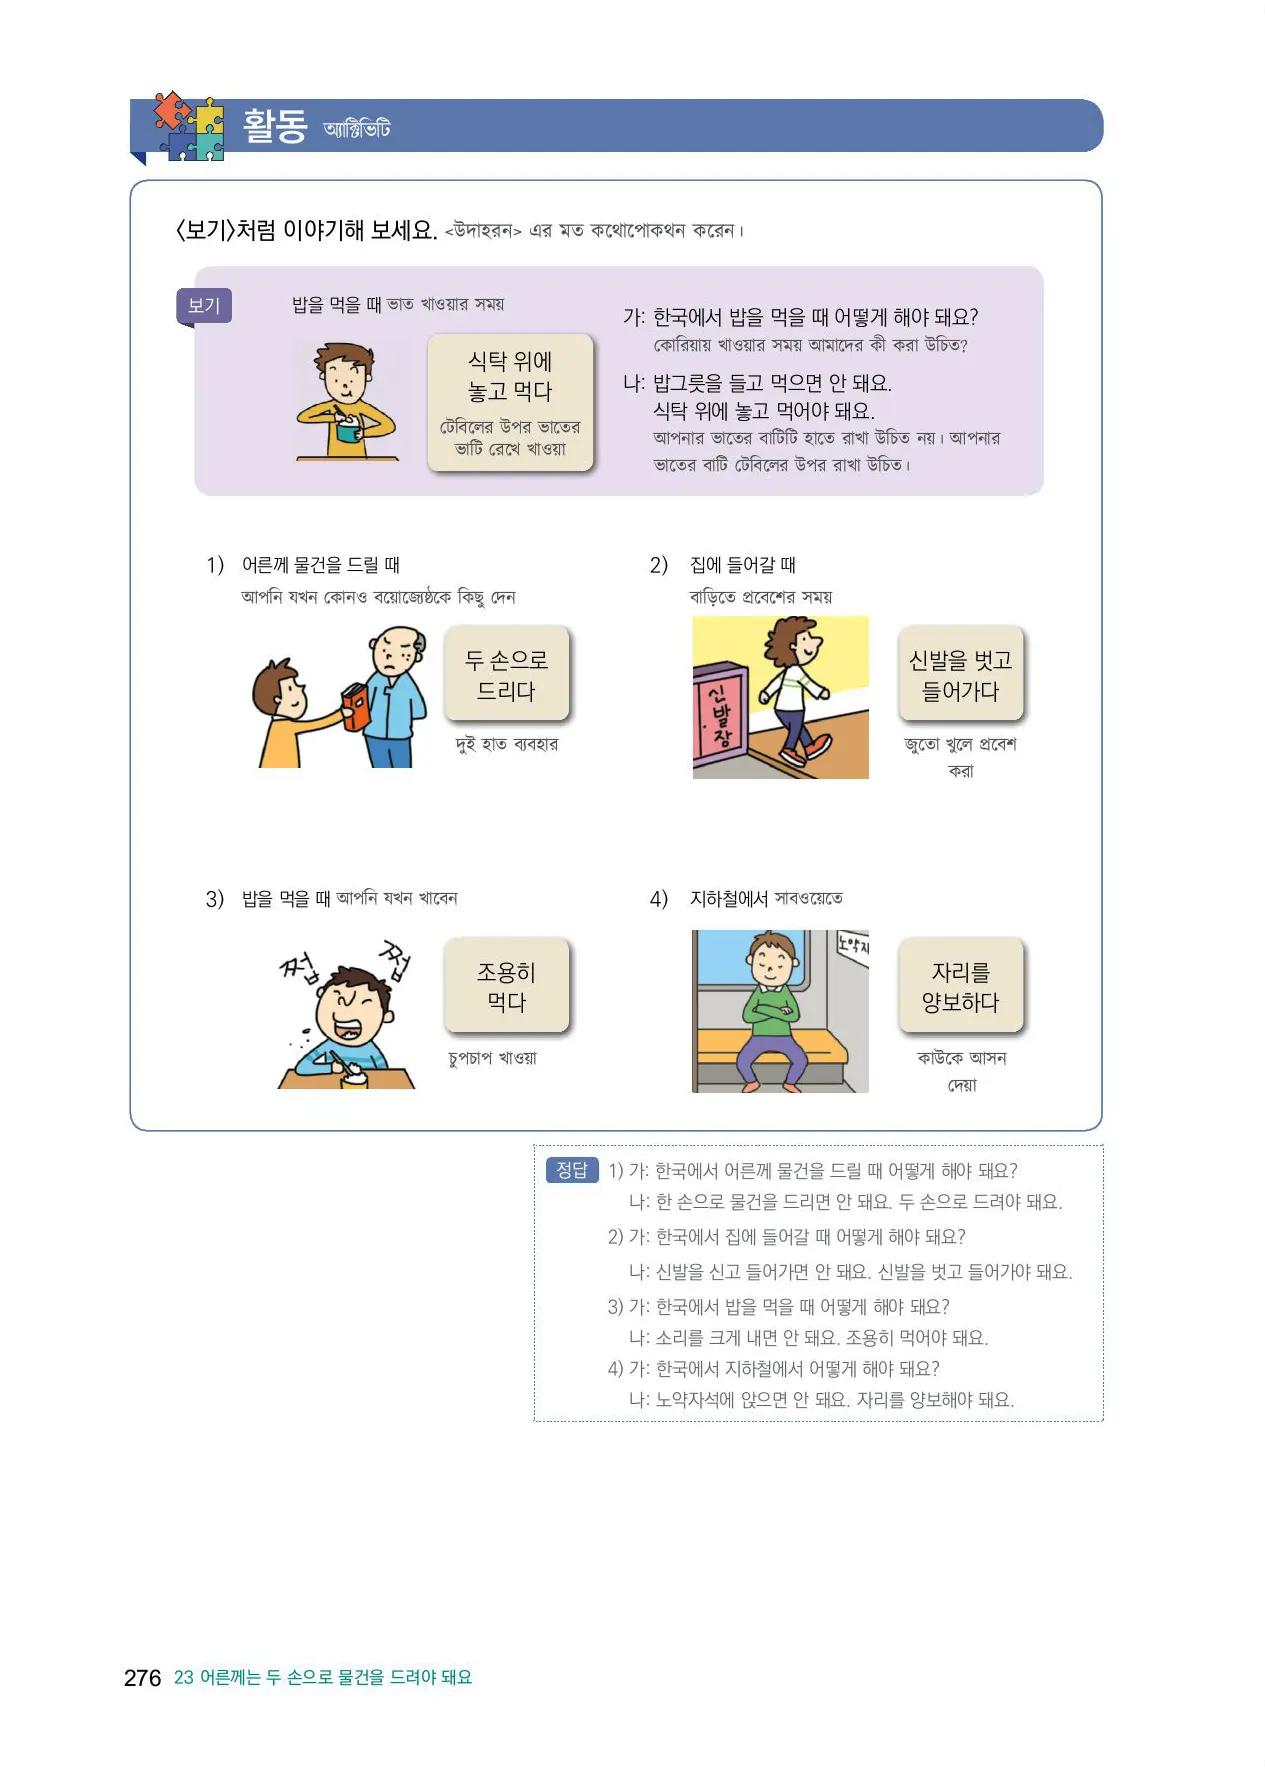 활동 অ্যাক্টিভিটি
<보기>처럼 이야기해 보세요. <উদাহরন> এর মত কথোপোকথন করেন।
보기
밥을 먹을 때 ভাত খাওয়ার সময়
식탁 위에
놓고 먹다
টেবিলের উপর ভাতের
ভাটি রেখে খাওয়া
가: 한국에서 밥을 먹을 때 어떻게 해야 돼요?
কোরিয়ায় খাওয়ার সময় আমাদের কী করা উচিত?
나: 밥그릇을 들고 먹으면 안 돼요.
식탁 위에 놓고 먹어야 돼요.
আপনার ভাতের বাটিটি হাতে রাখা উচিত নয়। আপনার
ভাতের বাটি টেবিলের উপর রাখা উচিত।
1) 어른께 물건을 드릴 때
আপনি যখন কোনও বয়োজ্যেষ্ঠকে কিছু দেন
두 손으로
드리다
দুই হাত ব্যবহার
2) 집에 들어갈 때
বাড়িতে প্রবেশের সময়
신발장
신발을 벗고
들어가다
জুতো খুলে প্রবেশ
করা
3) 밥을 먹을 때 আপনি যখন খাবেন
쩝 쩝
조용히
먹다
চুপচাপ খাওয়া
4) 지하철에서 সাবওয়েতে
노약자
자리를
양보하다
কাউকে আসন
দেয়া
정답 1) 가: 한국에서 어른께 물건을 드릴 때 어떻게 해야 돼요?
나: 한 손으로 물건을 드리면 안 돼요. 두 손으로 드려야 돼요.
2) 가: 한국에서 집에 들어갈 때 어떻게 해야 돼요?
나: 신발을 신고 들어가면 안 돼요. 신발을 벗고 들어가야 돼요.
3) 가: 한국에서 밥을 먹을 때 어떻게 해야 돼요?
나: 소리를 크게 내면 안 돼요. 조용히 먹어야 돼요.
4) 가: 한국에서 지하철에서 어떻게 해야 돼요?
나: 노약자석에 앉으면 안 돼요. 자리를 양보해야 돼요.
276 23 어른께는 두 손으로 물건을 드려야 돼요